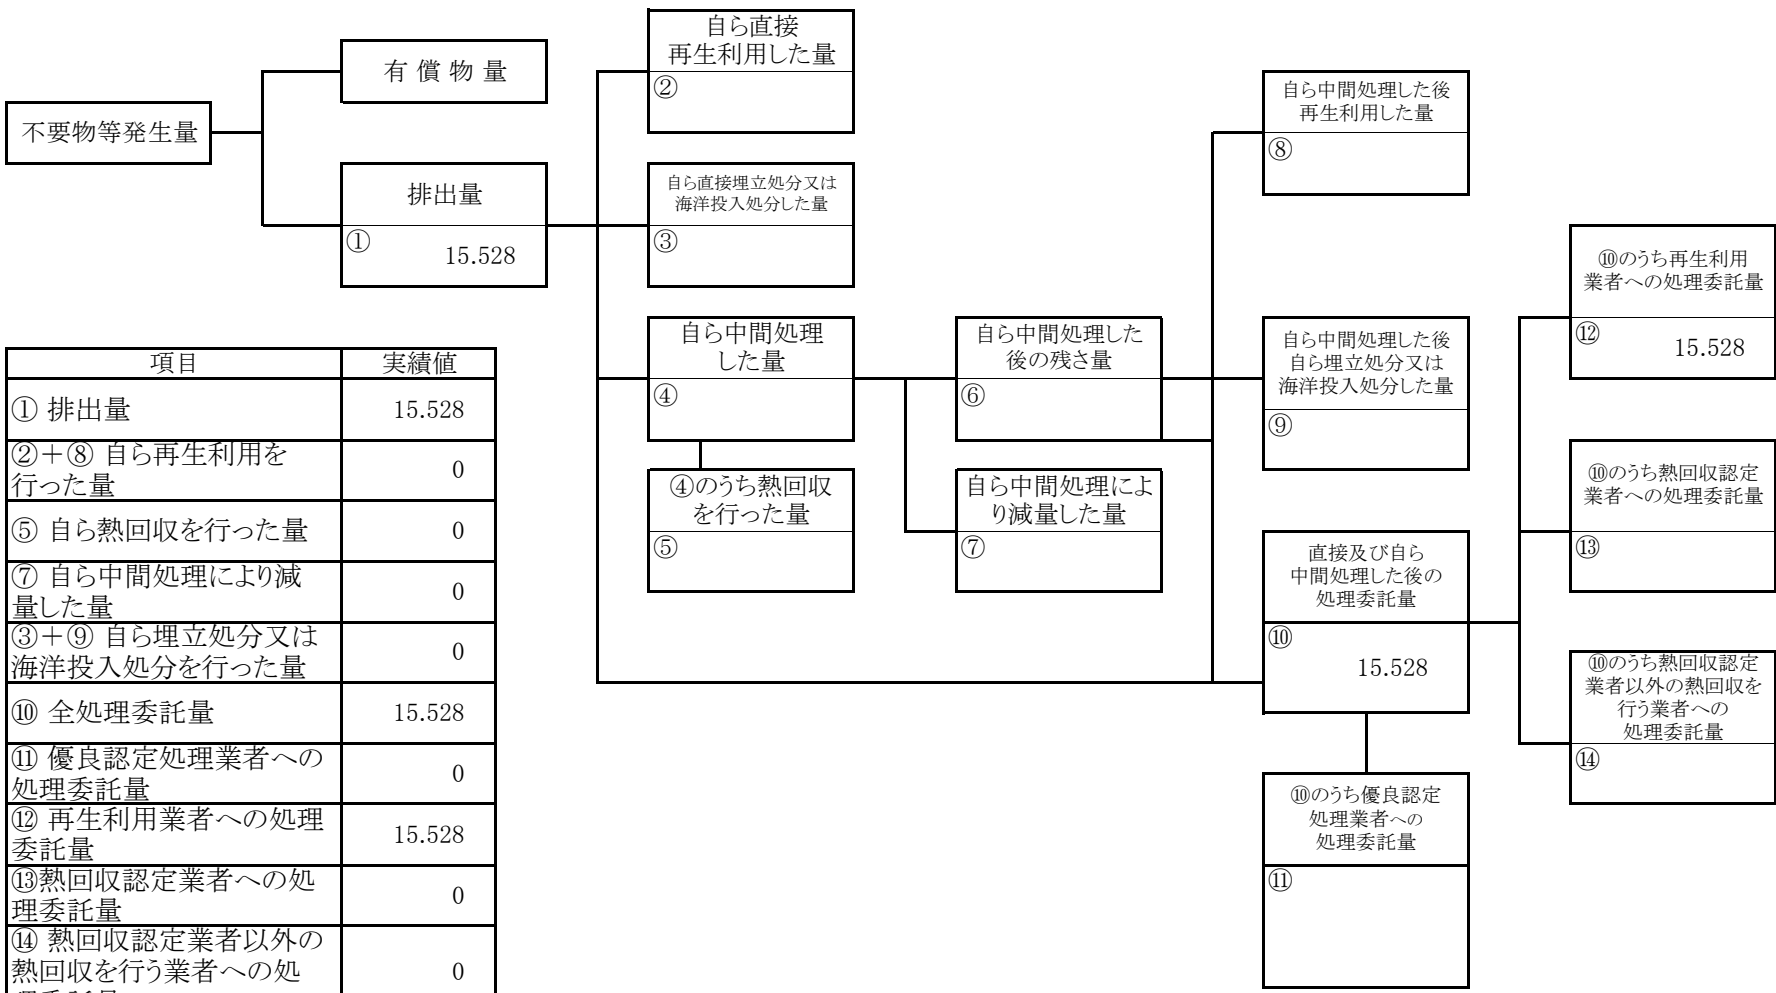 不要物等発生量
有償物量
排出量
①
15.528
自ら直接
再生利用した量
②
自ら直接埋立処分又は
海洋投入処分した量
③
自ら中間処理
した量
④
④のうち熱回収
を行った量
⑤
自ら中間処理した
後の残さ量
⑥
自ら中間処理によ
り減量した量
⑦
自ら中間処理した後
再生利用した量
⑧
自ら中間処理した後
自ら埋立処分又は
海洋投入処分した量
⑨
直接及び自ら
中間処理した後の
処理委託量
⑩
15.528
⑩のうち優良認定
処理業者への
処理委託量
⑪
⑩のうち再生利用
業者への処理委託量
⑫
15.528
⑩のうち熱回収認定
業者への処理委託量
⑬
⑩のうち熱回収認定
業者以外の熱回収を
行う業者への
処理委託量
⑭
項目 実績値
① 排出量 15.528
②+⑧ 自ら再生利用を
行った量 0
⑤ 自ら熱回収を行った量 0
⑦ 自ら中間処理により減
量した量 0
③+⑨ 自ら埋立処分又は
海洋投入処分を行った量 0
⑩ 全処理委託量 15.528
⑪ 優良認定処理業者への
処理委託量 0
⑫ 再生利用業者への処理
委託量 15.528
⑬熱回収認定業者への処
理委託量 0
⑭ 熱回収認定業者以外の
熱回収を行う業者への処 0